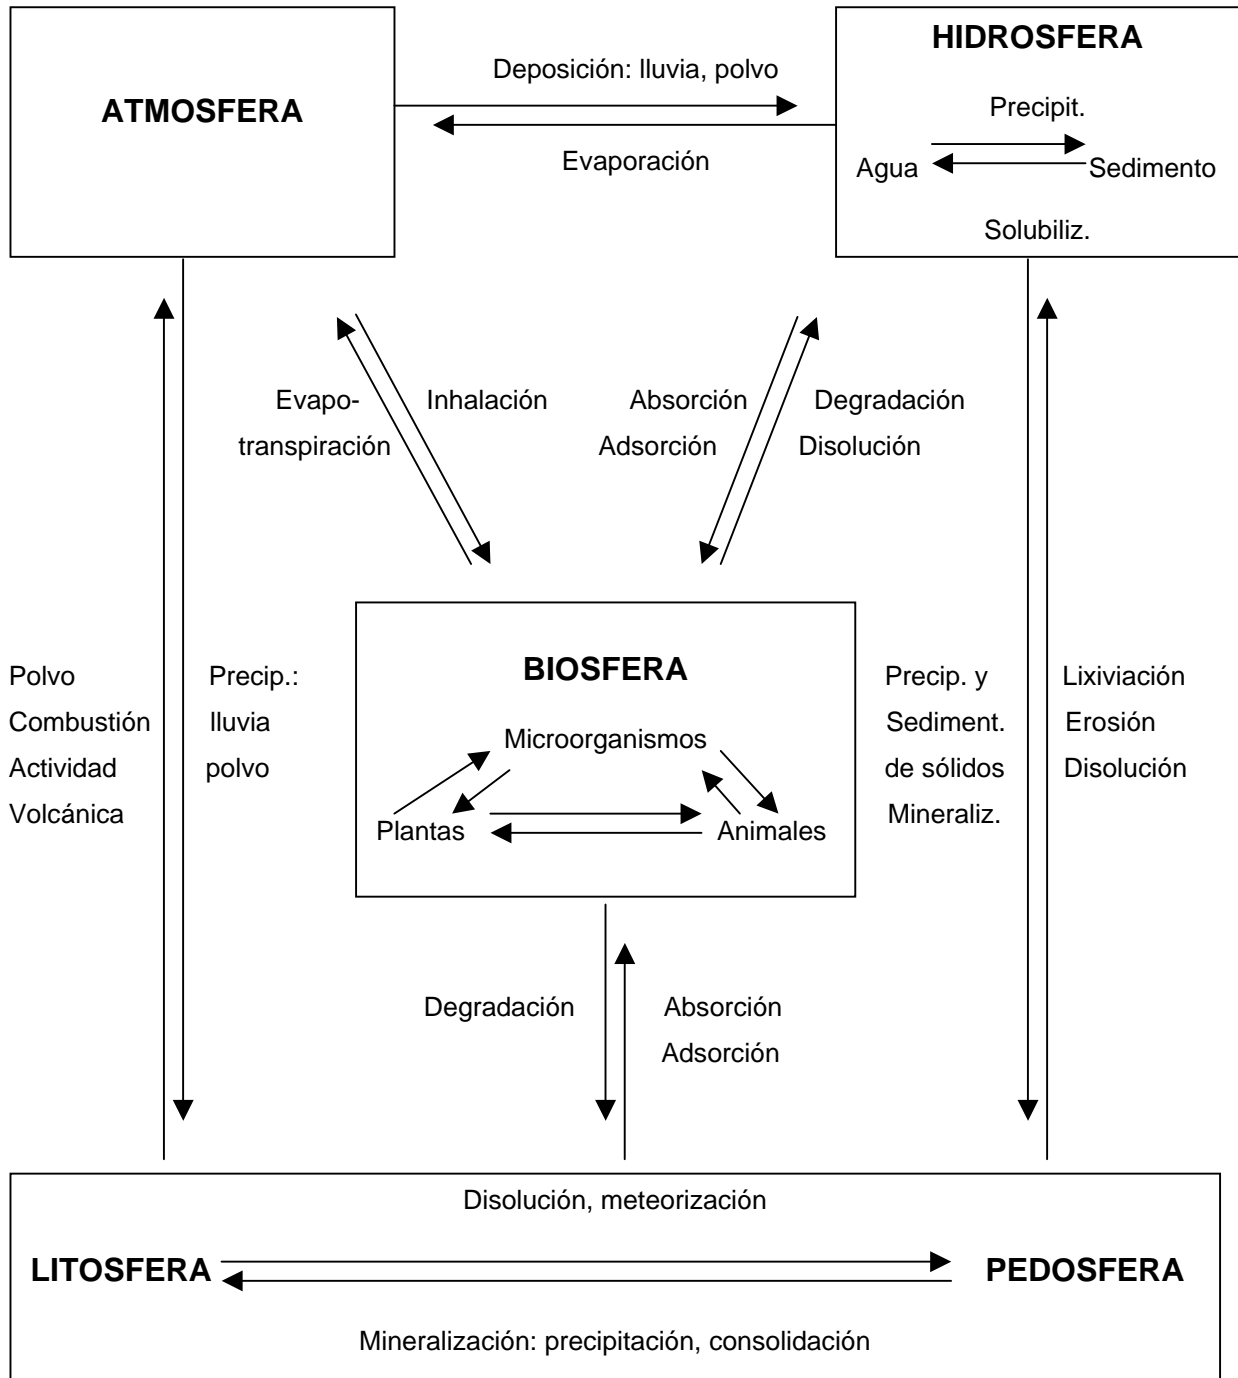 HIDROSFERA
Deposición: lluvia, polvo
ATMOSFERA
Precipit.
Evaporación
Agua
Sedimento
Solubiliz.
Evapo-
transpiración
Inhalación
Absorción
Adsorción
Degradación
Disolución
Polvo
Combustión
Actividad
Volcánica
Precip.:
lluvia
polvo
BIOSFERA
Microorganismos
Plantas
Animales
Precip. y
Sediment.
de sólidos
Mineraliz.
Lixiviación
Erosión
Disolución
Degradación
Absorción
Adsorción
Disolución, meteorización
LITOSFERA
PEDOSFERA
Mineralización: precipitación, consolidación